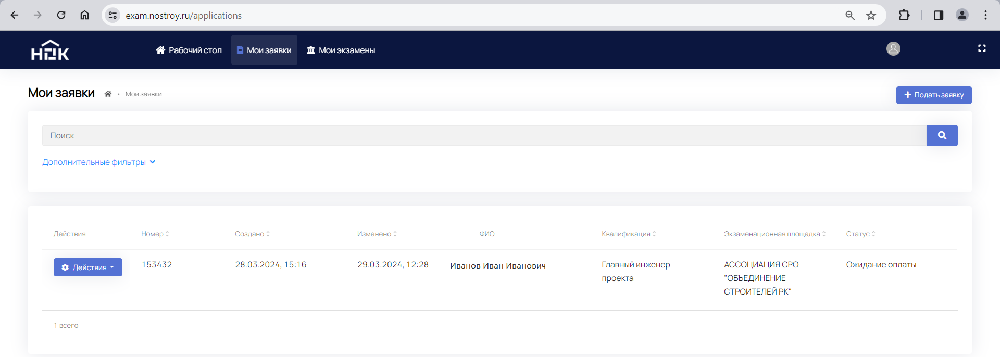 exam.nostroy.ru/applications
НОК Рабочий стол Мои заявки Мои экзамены
Мои заявки • Мои заявки
Подать заявку
Поиск
Дополнительные фильтры
Действия Номер Создано Изменено ФИО Квалификация Экзаменационная площадка Статус
Действия 153432 28.03.2024, 15:16 29.03.2024, 12:28 Иванов Иван Иванович Главный инженер АССОЦИАЦИЯ СРО Ожидание оплаты
проекта "ОБЪЕДИНЕНИЕ
СТРОИТЕЛЕЙ РК"
1 всего